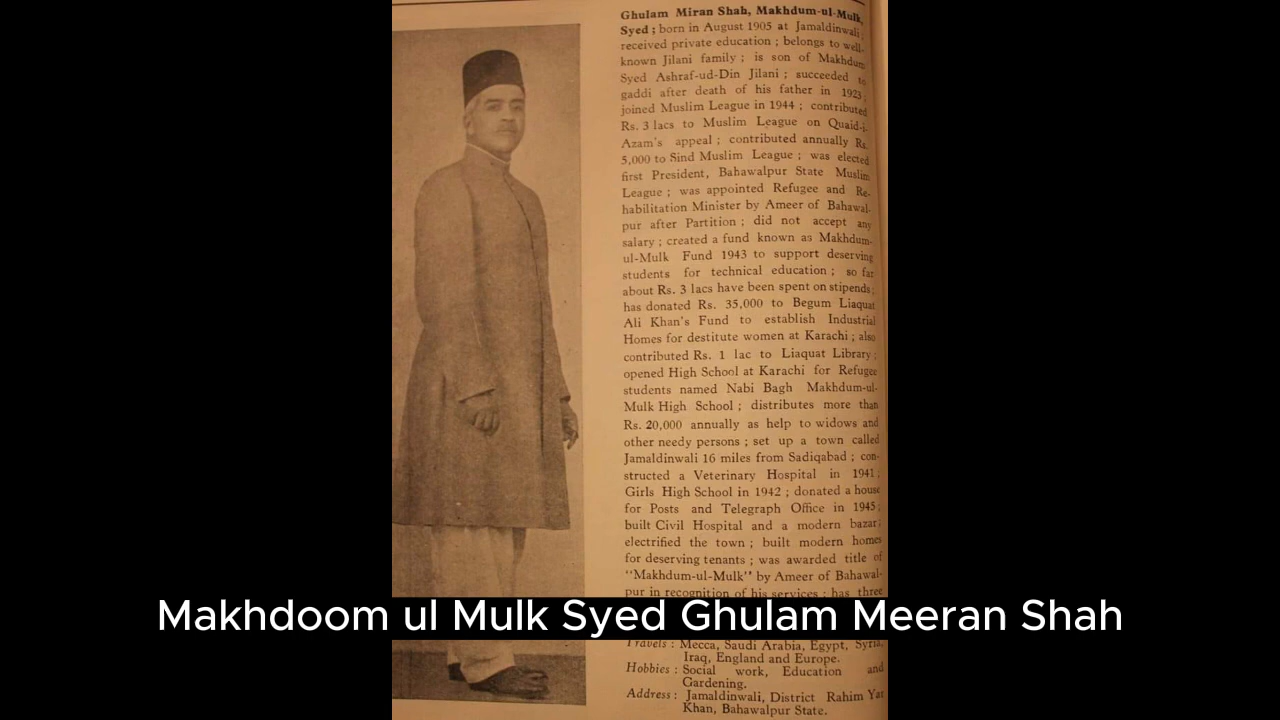 Ghulam Miran Shah, Makhdum-ul-Mulk,
Syed ; born in August 1905 at Jamaldinwali ;
received private education ; belongs to well-
known Jilani family ; is son of Makhdum
Syed Ashraf-ud-Din Jilani ; succeeded to
gaddi after death of his father in 1923 ;
joined Muslim League in 1944 ; contributed
Rs. 3 lacs to Muslim League on Quaid-i-
Azam's appeal ; contributed annually Rs.
5,000 to Sind Muslim League ; was elected
first President, Bahawalpur State Muslim
League ; was appointed Refugee and Re-
habilitation Minister by Ameer of Bahawal-
pur after Partition ; did not accept any
salary ; created a fund known as Makhdum-
ul-Mulk Fund 1943 to support deserving
students for technical education ; so far
about Rs. 3 lacs have been spent on stipends ;
has donated Rs. 35,000 to Begum Liaquat
Ali Khan's Fund to establish Industrial
Homes for destitute women at Karachi ; also
contributed Rs. 1 lac to Liaquat Library ;
opened High School at Karachi for Refugee
students named Nabi Bagh Makhdum-ul-
Mulk High School ; distributes more than
Rs. 20,000 annually as help to widows and
other needy persons ; set up a town called
Jamaldinwali 16 miles from Sadiqabad ; con-
structed a Veterinary Hospital in 1941 ;
Girls High School in 1942 ; donated a house
for Posts and Telegraph Office in 1945 ;
built Civil Hospital and a modern bazar ;
electrified the town ; built modern homes
for deserving tenants ; was awarded title of
"Makhdum-ul-Mulk" by Ameer of Bahawal-
pur in recognition of his services ; has three
Makhdoom ul Mulk Syed Ghulam Meeran Shah
Travels : Mecca, Saudi Arabia, Egypt, Syria,
Iraq, England and Europe.
Hobbies : Social work, Education and
Gardening.
Address : Jamaldinwali, District Rahim Yar
Khan, Bahawalpur State.